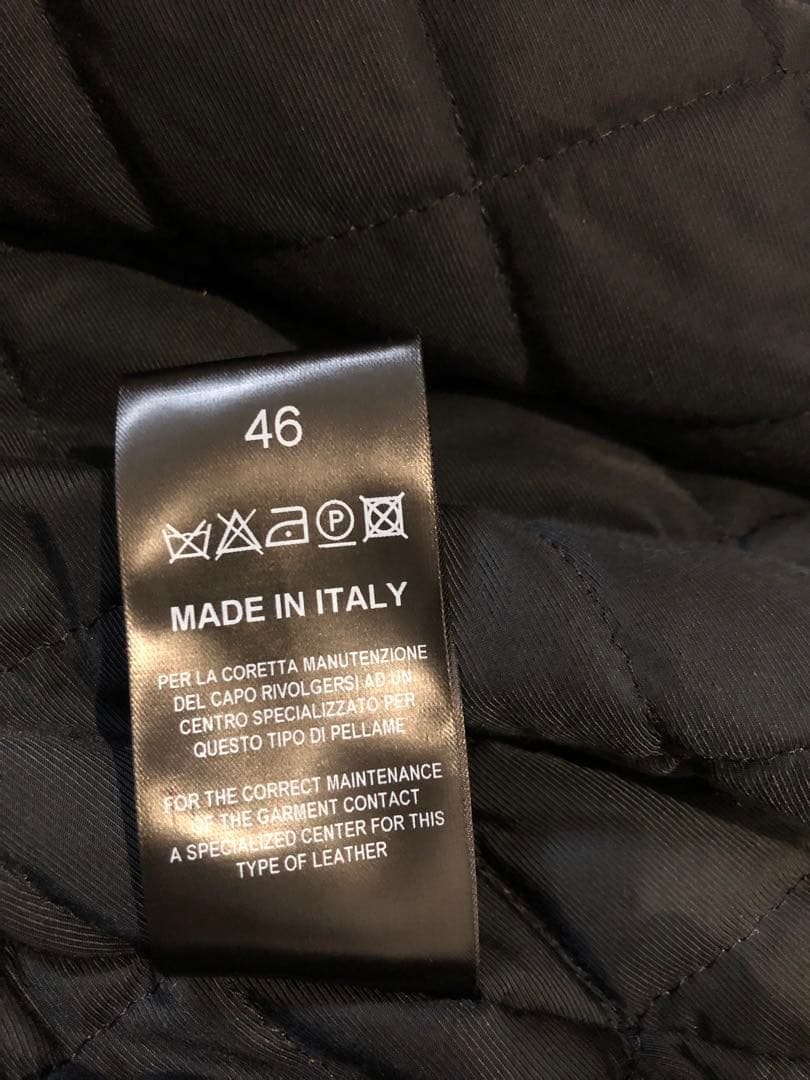 46
P
MADE IN ITALY
PER LA CORETTA MANUTENZIONE
DEL CAPO RIVOLGERSI AD UN
CENTRO SPECIALIZZATO PER
QUESTO TIPO DI PELLAME
FOR THE CORRECT MAINTENANCE
OF THE GARMENT CONTACT
A SPECIALIZED CENTER FOR THIS
TYPE OF LEATHER